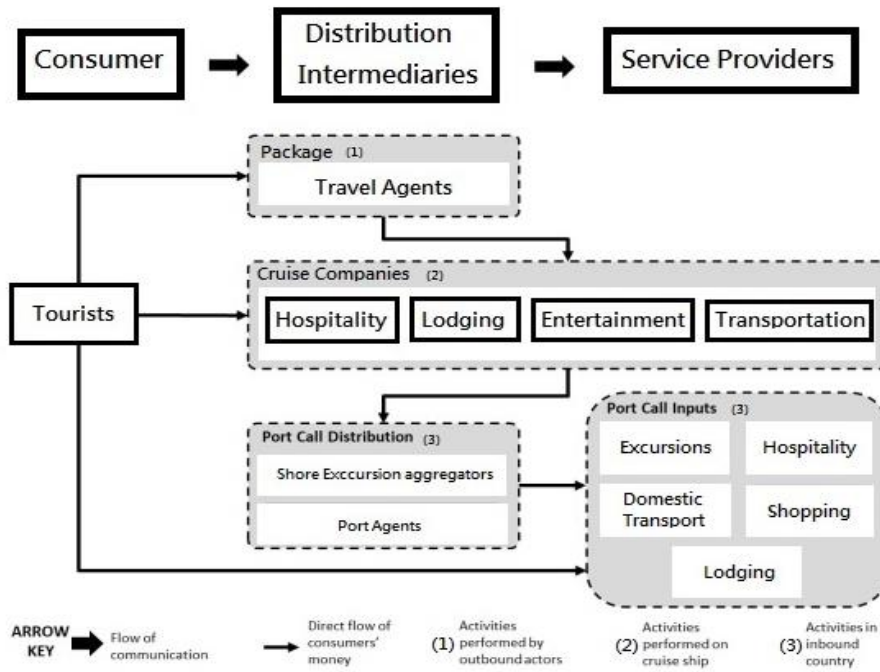 Consumer
Distribution
Intermediaries
Service Providers
Package (1)
Travel Agents
Cruise Companies (2)
Tourists
Hospitality
Lodging
Entertainment
Transportation
Port Call Distribution (3)
Shore Exccursion aggregators
Port Agents
Port Call Inputs (3)
Excursions
Hospitality
Domestic
Transport
Shopping
Lodging
ARROW
KEY
Flow of
communication
Direct flow of
consumers'
money
(1)
Activities
performed by
outbound actors
(2)
Activities
performed on
cruise ship
(3)
Activities in
inbound
country